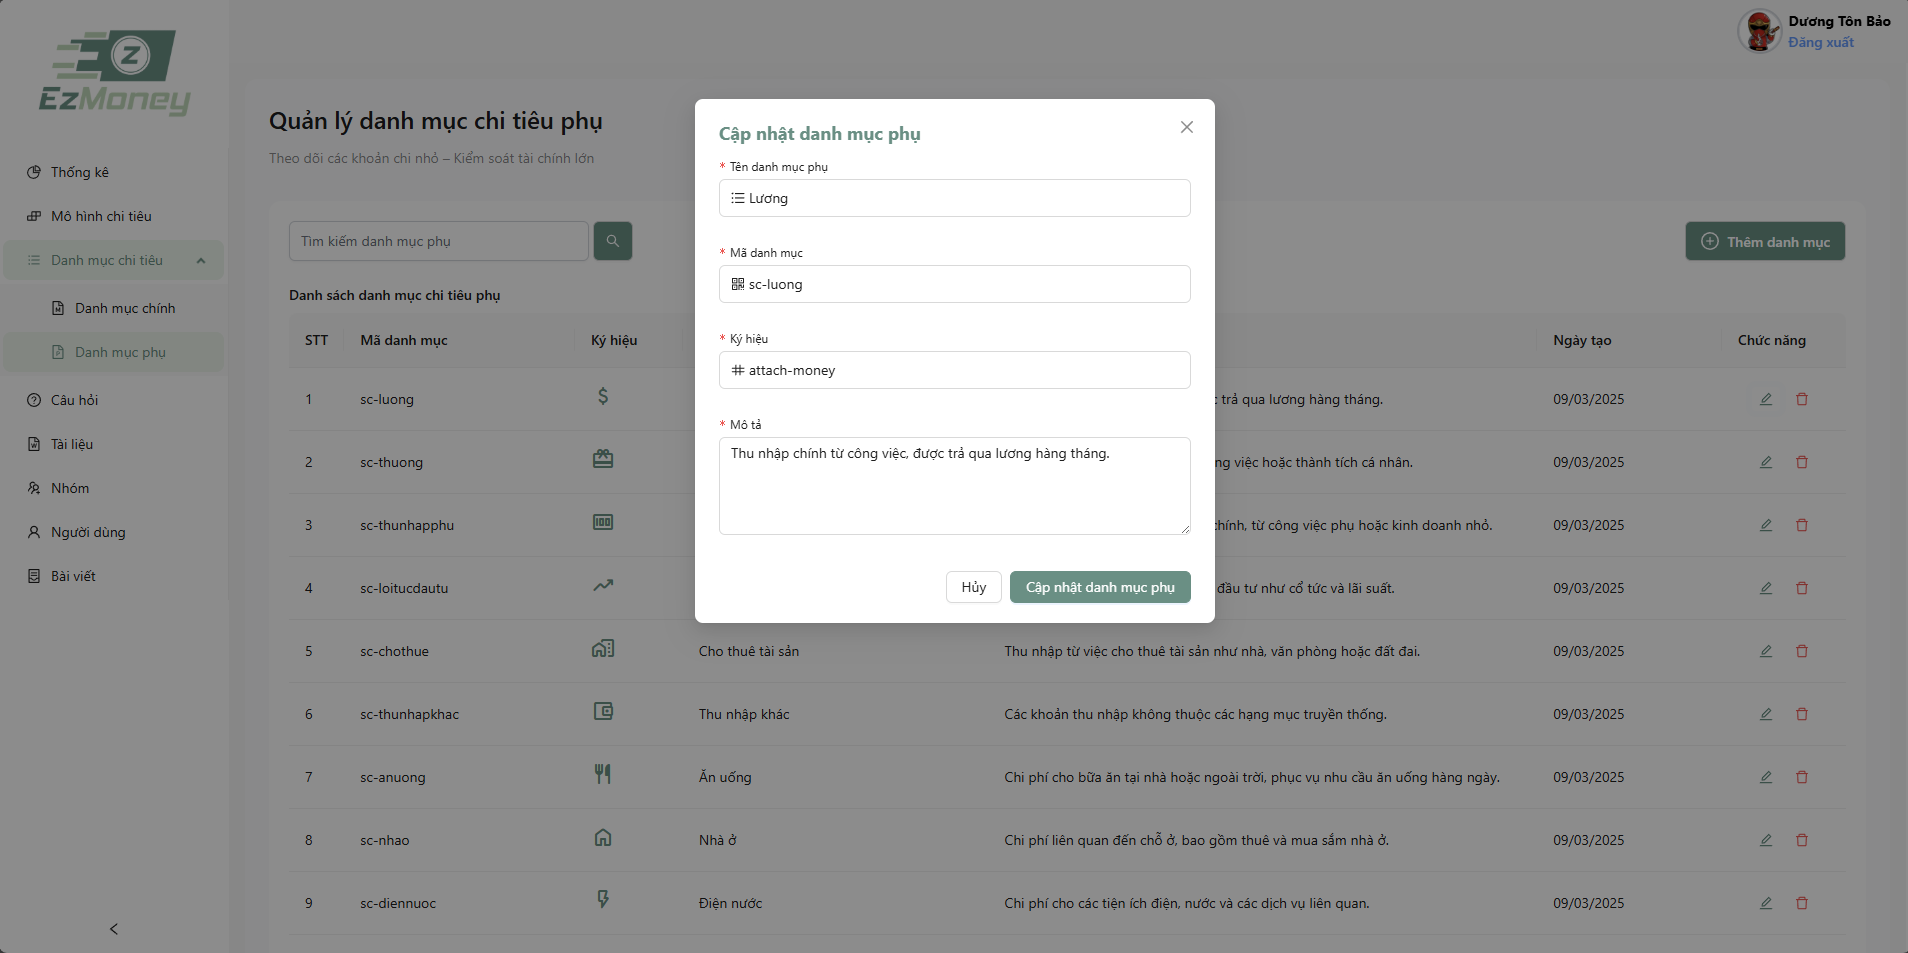 EzMoney
Dương Tôn Bảo
Đăng xuất
Thống kê
Mô hình chi tiêu
Danh mục chi tiêu
Danh mục chính
Danh mục phụ
Câu hỏi
Tài liệu
Nhóm
Người dùng
Bài viết
Quản lý danh mục chi tiêu phụ
Theo dõi các khoản chi nhỏ – Kiểm soát tài chính lớn
Tìm kiếm danh mục phụ
Thêm danh mục
Danh sách danh mục chi tiêu phụ
STT Mã danh mục Ký hiệu Ngày tạo Chức năng
1 sc-luong trả qua lương hàng tháng. 09/03/2025
2 sc-thuong việc hoặc thành tích cá nhân. 09/03/2025
3 sc-thunhapphu chính, từ công việc phụ hoặc kinh doanh nhỏ. 09/03/2025
4 sc-loitucdautu đầu tư như cổ tức và lãi suất. 09/03/2025
5 sc-chothue Cho thuê tài sản Thu nhập từ việc cho thuê tài sản như nhà, văn phòng hoặc đất đai. 09/03/2025
6 sc-thunhapkhac Thu nhập khác Các khoản thu nhập không thuộc các hạng mục truyền thống. 09/03/2025
7 sc-anuong Ăn uống Chi phí cho bữa ăn tại nhà hoặc ngoài trời, phục vụ nhu cầu ăn uống hàng ngày. 09/03/2025
8 sc-nhao Nhà ở Chi phí liên quan đến chỗ ở, bao gồm thuê và mua sắm nhà ở. 09/03/2025
9 sc-diennuoc Điện nước Chi phí cho các tiện ích điện, nước và các dịch vụ liên quan. 09/03/2025
Cập nhật danh mục phụ
* Tên danh mục phụ
Lương
* Mã danh mục
sc-luong
* Ký hiệu
attach-money
* Mô tả
Thu nhập chính từ công việc, được trả qua lương hàng tháng.
Hủy
Cập nhật danh mục phụ